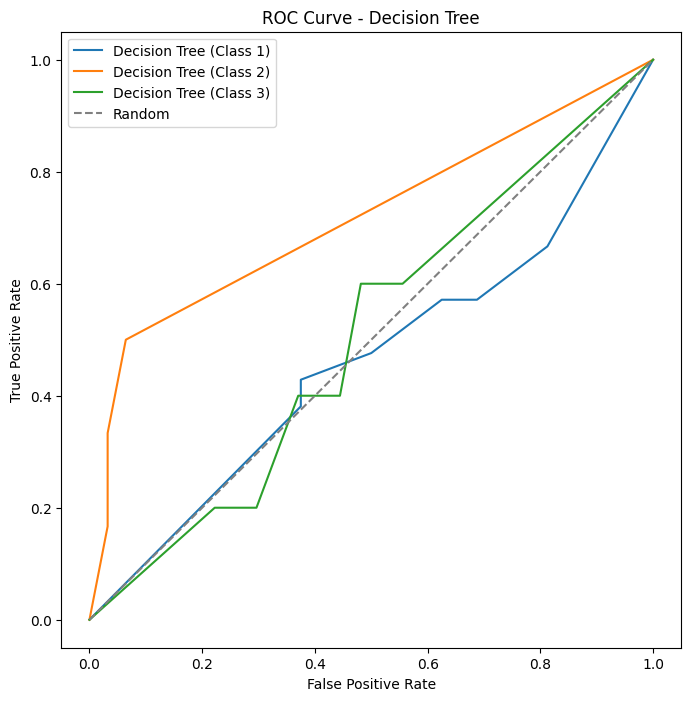 ROC Curve - Decision Tree
Decision Tree (Class 1)
Decision Tree (Class 2)
Decision Tree (Class 3)
Random
True Positive Rate
1.0
0.8
0.6
0.4
0.2
0.0
0.0 0.2 0.4 0.6 0.8 1.0
False Positive Rate